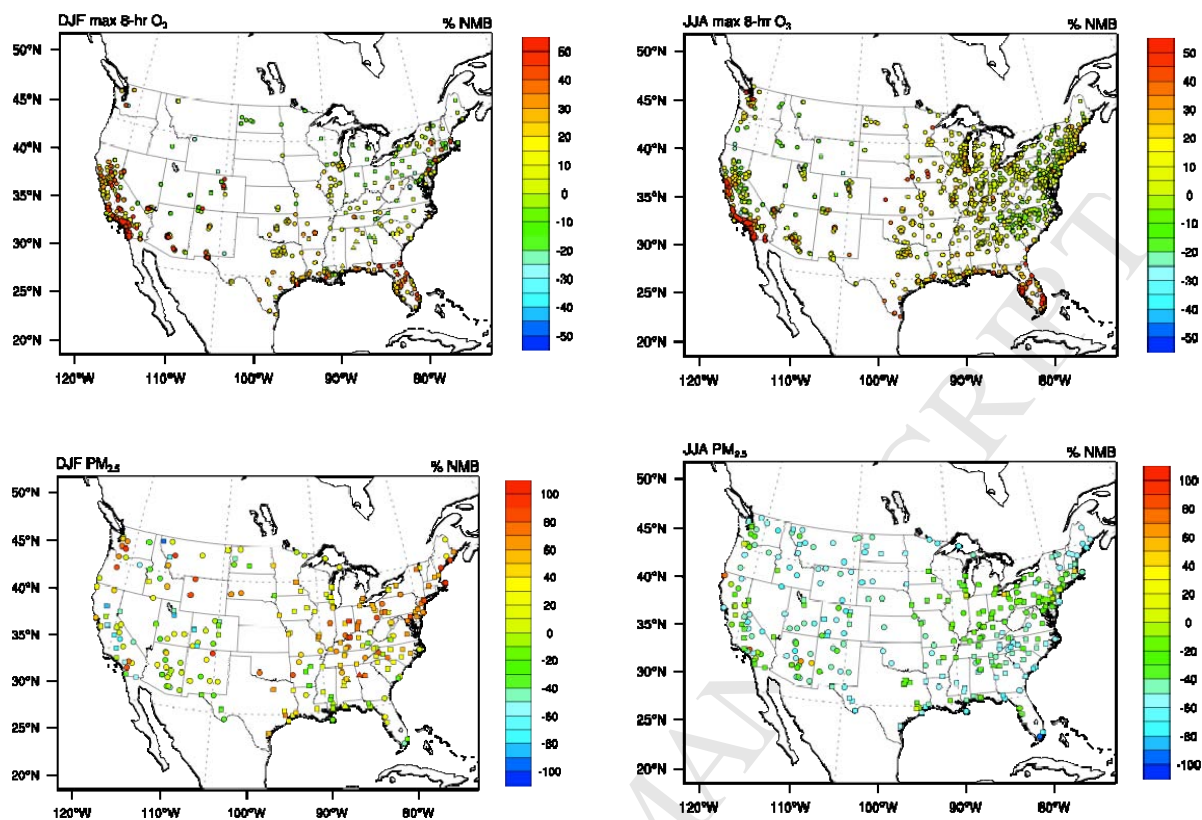 DJF max 8-hr O₃ % NMB
50°N
45°N
40°N
35°N
30°N
25°N
20°N
120°W 110°W 100°W 90°W 80°W
50
40
30
20
10
0
-10
-20
-30
-40
-50
JJA max 8-hr O₃ % NMB
50°N
45°N
40°N
35°N
30°N
25°N
20°N
120°W 110°W 100°W 90°W 80°W
50
40
30
20
10
0
-10
-20
-30
-40
-50
DJF PM₂.₅ % NMB
50°N
45°N
40°N
35°N
30°N
25°N
20°N
120°W 110°W 100°W 90°W 80°W
100
80
60
40
20
0
-20
-40
-60
-80
-100
JJA PM₂.₅ % NMB
50°N
45°N
40°N
35°N
30°N
25°N
20°N
120°W 110°W 100°W 90°W 80°W
100
80
60
40
20
0
-20
-40
-60
-80
-100
MANUSCRIPT